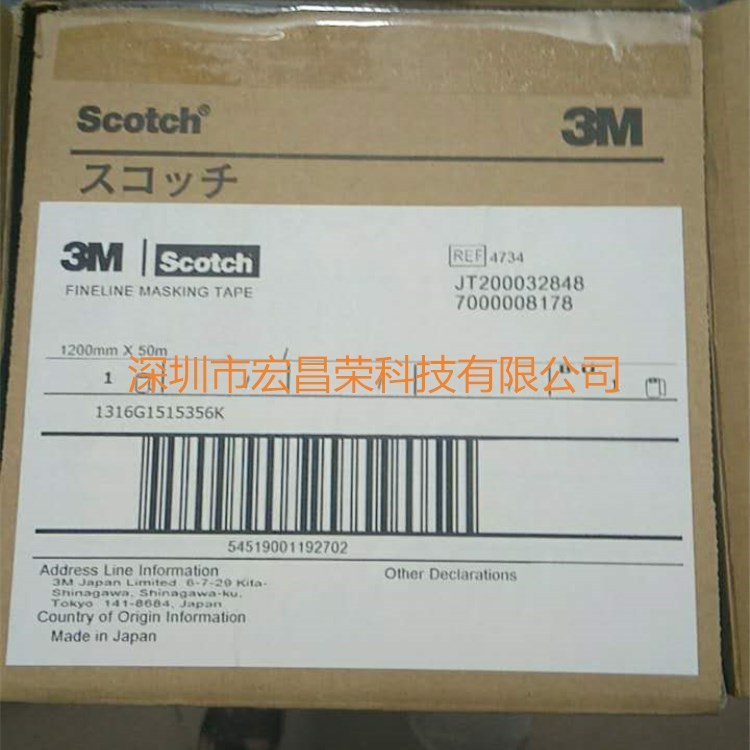 Scotch®
3M
スコッチ
3M | Scotch
FINELINE MASKING TAPE
REF 4734
JT200032848
7000008178
1200mm X 50m
1
深圳市宏昌荣科技有限公司
1316G1515356K
54519001192702
Address Line Information
3M Japan Limited 6-7-29 Kita-
Shinagawa, Shinagawa-ku,
Tokyo 141-8684, Japan
Other Declarations
Country of Origin Information
Made in Japan